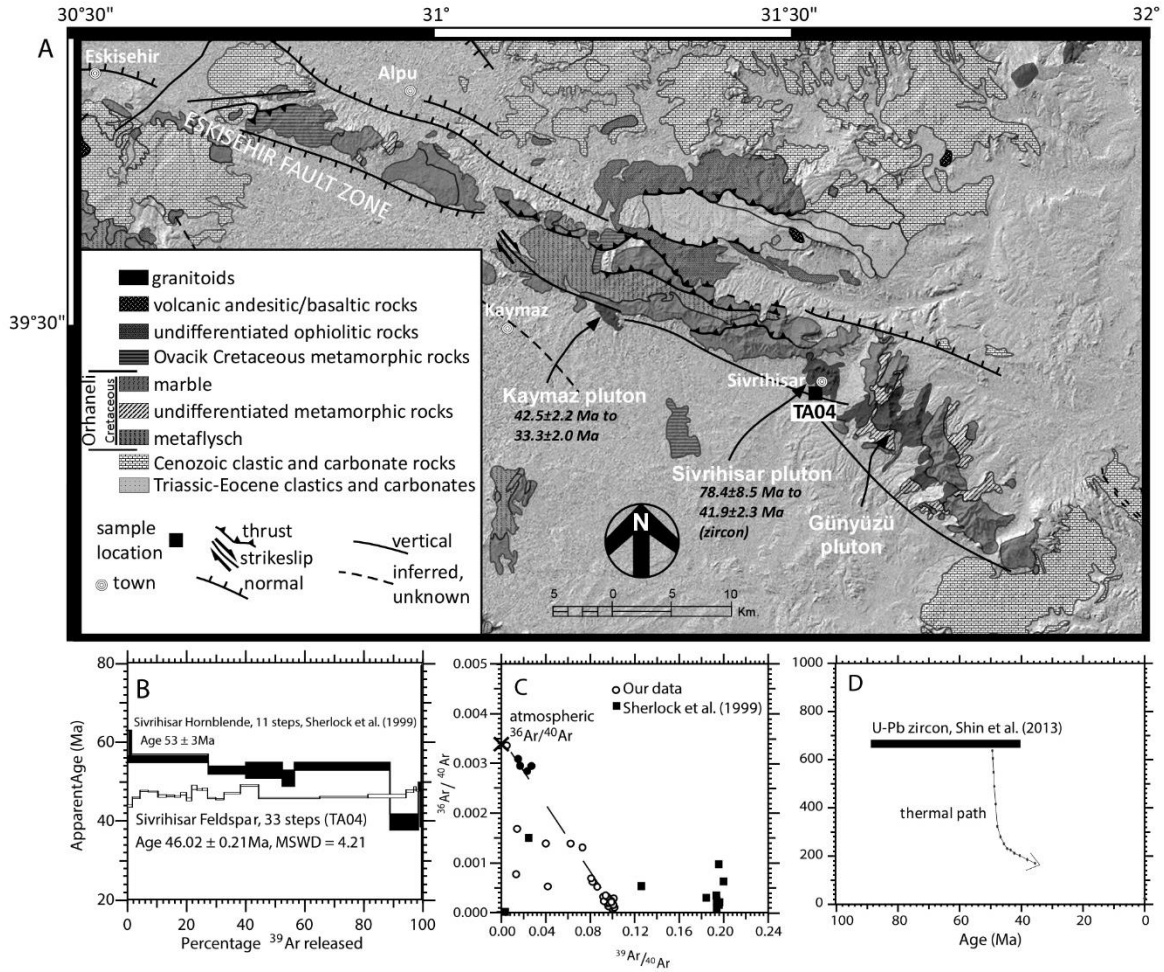 30°30"
31°
31°30"
32°
A
Eskisehir
Alpu
ESKISEHIR FAULT ZONE
39°30"
39°30"
granitoids
volcanic andesitic/basaltic rocks
undifferentiated ophiolitic rocks
Ovacik Cretaceous metamorphic rocks
Orhaneli
Cretaceous
marble
undifferentiated metamorphic rocks
metaflysch
Cenozoic clastic and carbonate rocks
Triassic-Eocene clastics and carbonates
sample location
town
thrust
strikeslip
normal
vertical
inferred, unknown
Kaymaz
Kaymaz pluton
42.5±2.2 Ma to
33.3±2.0 Ma
Sivrihisar
TA04
Sivrihisar pluton
78.4±8.5 Ma to
41.9±2.3 Ma
(zircon)
Günyüzü
pluton
N
5 0 5 10
Km.
B
80
60
40
20
ApparentAge (Ma)
Sivrihisar Hornblende, 11 steps, Sherlock et al. (1999)
Age 53 ± 3Ma
Sivrihisar Feldspar, 33 steps (TA04)
Age 46.02 ± 0.21Ma, MSWD = 4.21
0 20 40 60 80 100
Percentage ³⁹Ar released
C
0.005
0.004
0.003
0.002
0.001
0.000
³⁶Ar/⁴⁰Ar
Our data
Sherlock et al. (1999)
atmospheric
³⁶Ar/⁴⁰Ar
0.00 0.04 0.08 0.12 0.16 0.20 0.24
³⁹Ar/⁴⁰Ar
D
1000
800
600
400
200
0
U-Pb zircon, Shin et al. (2013)
thermal path
100 80 60 40 20 0
Age (Ma)